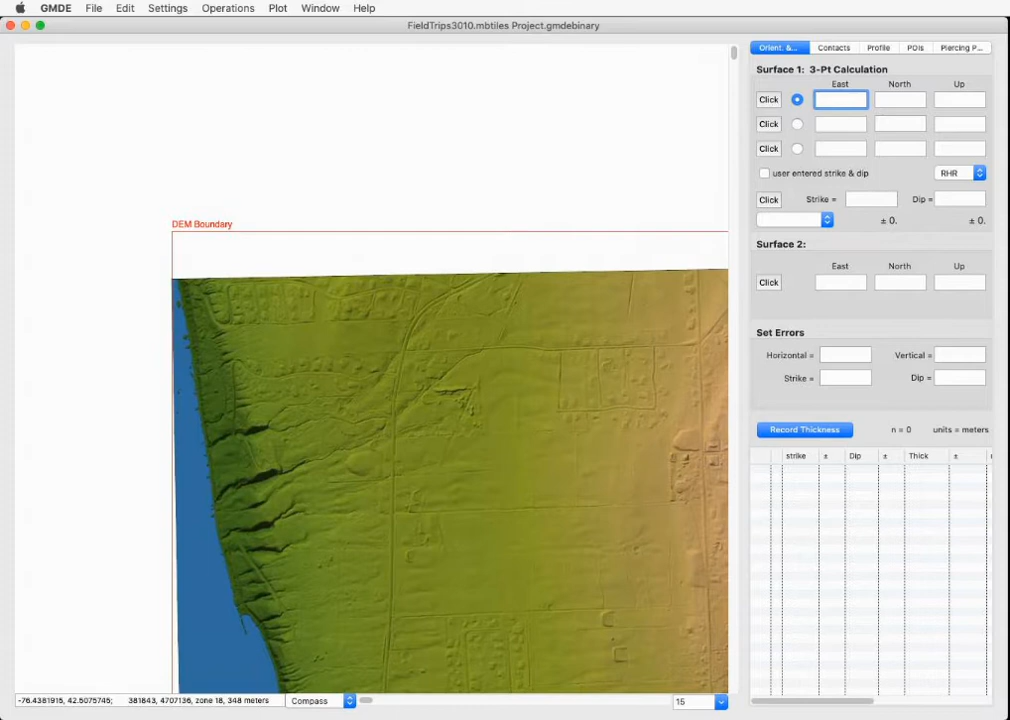 GMDE File Edit Settings Operations Plot Window Help
FieldTrips3010.mbtiles Project.gmdebinary
Orient. &... Contacts Profile POIs Piercing P...
Surface 1: 3-Pt Calculation
East North Up
Click
Click
Click
user entered strike & dip RHR
Click Strike = Dip =
± 0. ± 0.
Surface 2:
East North Up
Click
Set Errors
Horizontal = Vertical =
Strike = Dip =
Record Thickness n = 0 units = meters
strike ± Dip ± Thick ±
DEM Boundary
-76.4381915, 42.5075745; 381843, 4707136, zone 18, 348 meters Compass 15